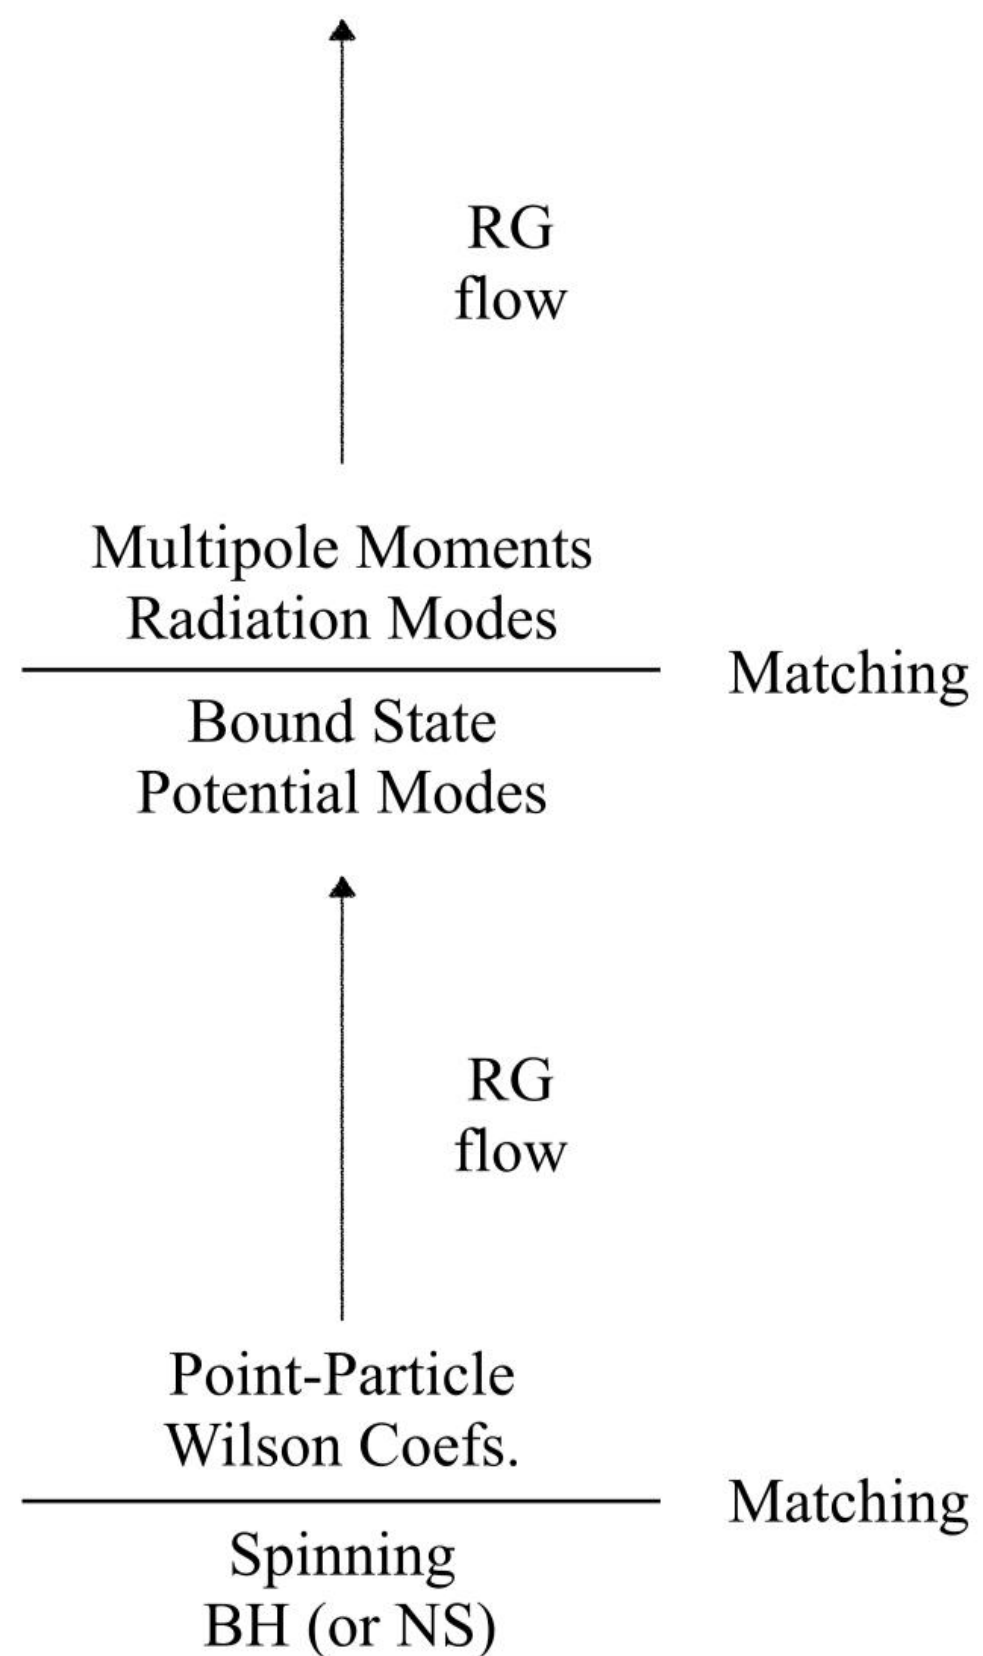 RG
flow
Multipole Moments
Radiation Modes
Matching
Bound State
Potential Modes
RG
flow
Point-Particle
Wilson Coefs.
Matching
Spinning
BH (or NS)